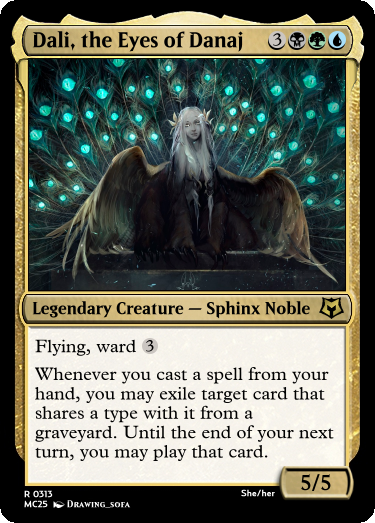 Dali, the Eyes of Danaj 3
Legendary Creature — Sphinx Noble
Flying, ward 3
Whenever you cast a spell from your
hand, you may exile target card that
shares a type with it from a
graveyard. Until the end of your next
turn, you may play that card.
5/5
R 0313 She/her
MC25 Drawing_sofa